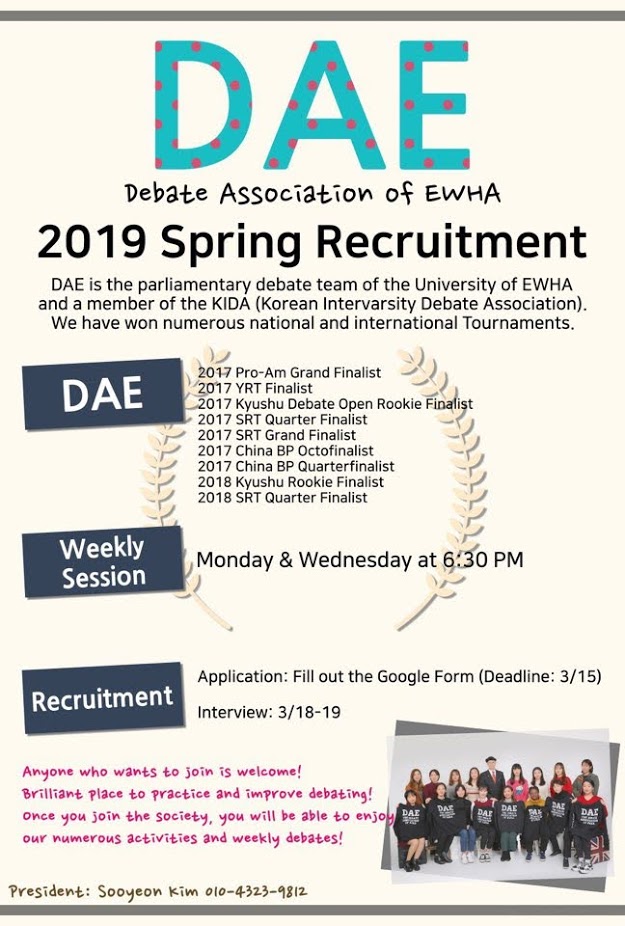 DAE
Debate Association of EWHA
2019 Spring Recruitment
DAE is the parliamentary debate team of the University of EWHA
and a member of the KIDA (Korean Intervarsity Debate Association).
We have won numerous national and international Tournaments.
DAE
2017 Pro-Am Grand Finalist
2017 YRT Finalist
2017 Kyushu Debate Open Rookie Finalist
2017 SRT Quarter Finalist
2017 SRT Grand Finalist
2017 China BP Octofinalist
2017 China BP Quarterfinalist
2018 Kyushu Rookie Finalist
2018 SRT Quarter Finalist
Weekly
Session
Monday & Wednesday at 6:30 PM
Recruitment
Application: Fill out the Google Form (Deadline: 3/15)
Interview: 3/18-19
Anyone who wants to join is welcome!
Brilliant place to practice and improve debating!
Once you join the society, you will be able to enjoy
our numerous activities and weekly debates!
DAE
DAE
DAE
DAE
DAE
President: Sooyeon Kim 010-4323-9812